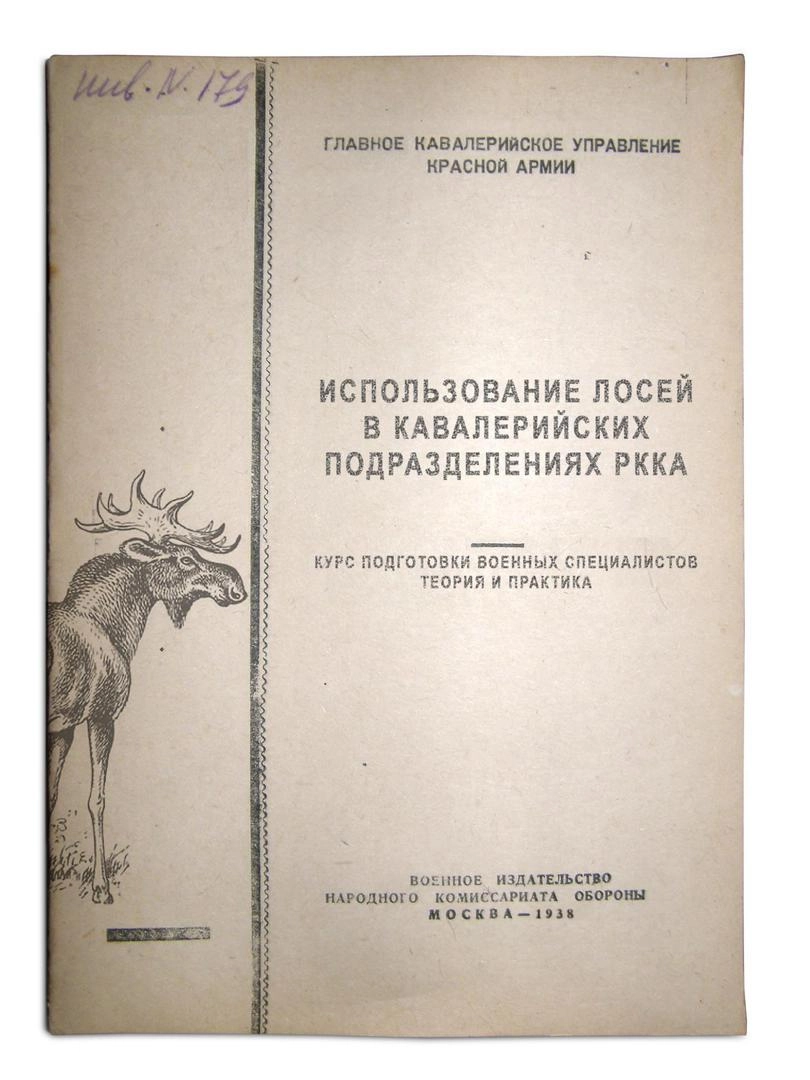 инв. N. 179
ГЛАВНОЕ КАВАЛЕРИЙСКОЕ УПРАВЛЕНИЕ
КРАСНОЙ АРМИИ
ИСПОЛЬЗОВАНИЕ ЛОСЕЙ
В КАВАЛЕРИЙСКИХ
ПОДРАЗДЕЛЕНИЯХ РККА
КУРС ПОДГОТОВКИ ВОЕННЫХ СПЕЦИАЛИСТОВ
ТЕОРИЯ И ПРАКТИКА
ВОЕННОЕ ИЗДАТЕЛЬСТВО
НАРОДНОГО КОМИССАРИАТА ОБОРОНЫ
МОСКВА — 1938